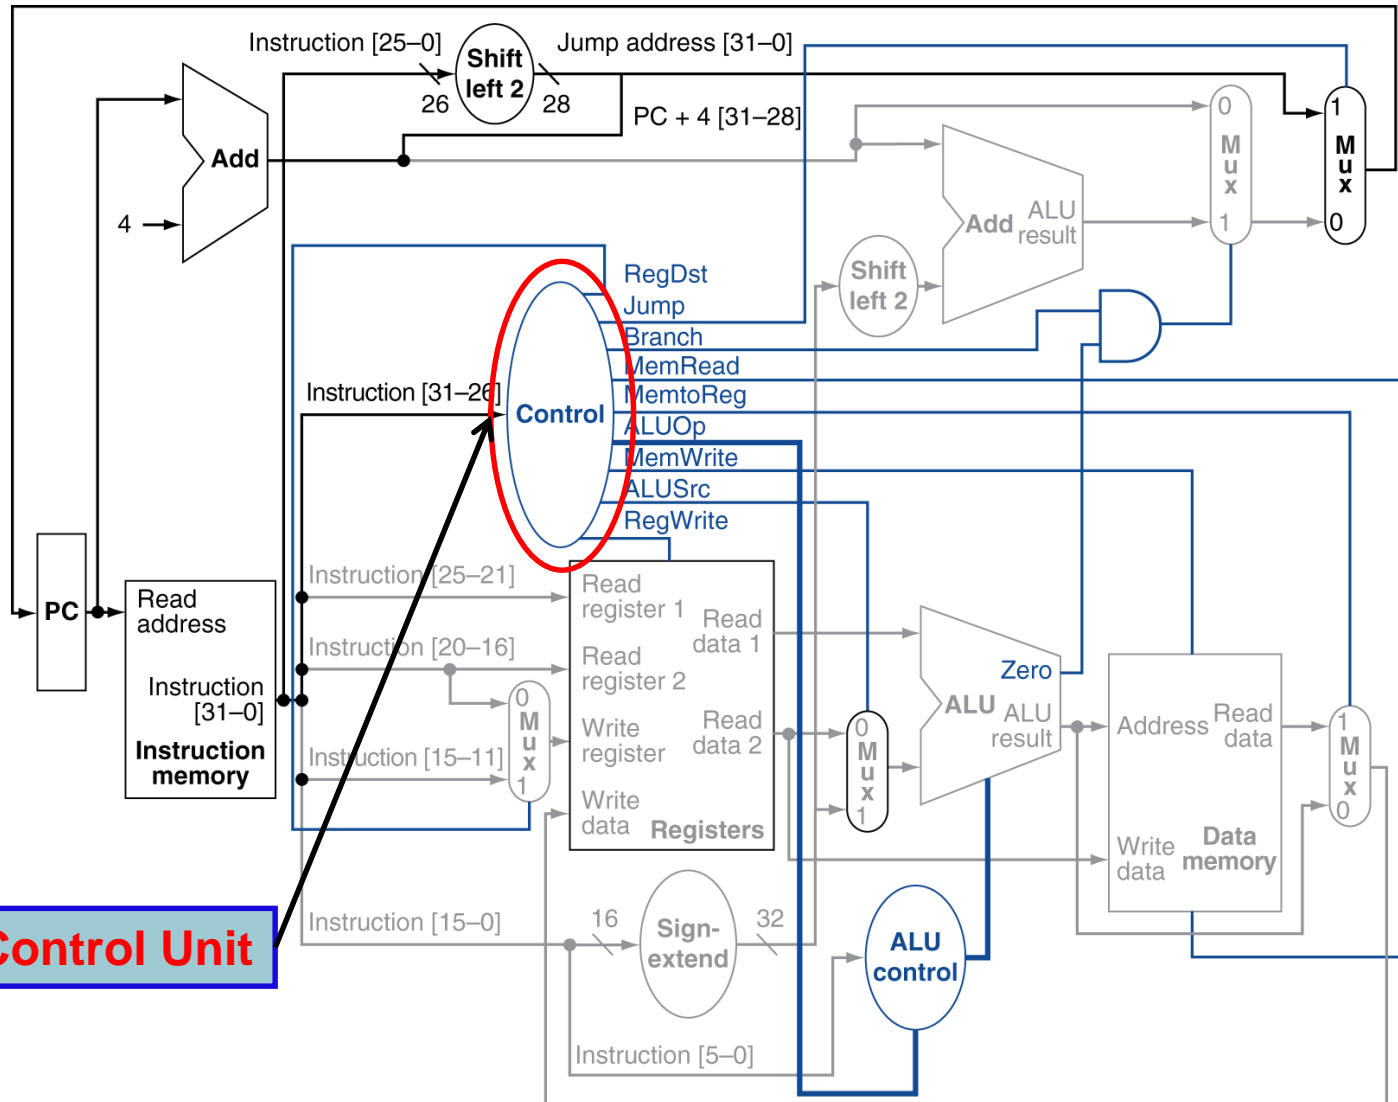 Instruction [25–0]
Shift
left 2
Jump address [31–0]
26
28
PC + 4 [31–28]
Add
4
0
M
u
x
1
1
M
u
x
0
Add
ALU
result
Shift
left 2
RegDst
Jump
Branch
MemRead
MemtoReg
ALUOp
MemWrite
ALUSrc
RegWrite
Instruction [31–26]
Control
PC
Read
address
Instruction
[31–0]
Instruction
memory
Instruction [25–21]
Instruction [20–16]
Instruction [15–11]
0
M
u
x
1
Read
register 1
Read
register 2
Write
register
Write
data
Read
data 1
Read
data 2
Registers
0
M
u
x
1
Zero
ALU
ALU
result
Address
Read
data
Write
data
Data
memory
1
M
u
x
0
Control Unit
Instruction [15–0]
16
Sign-
extend
32
ALU
control
Instruction [5–0]